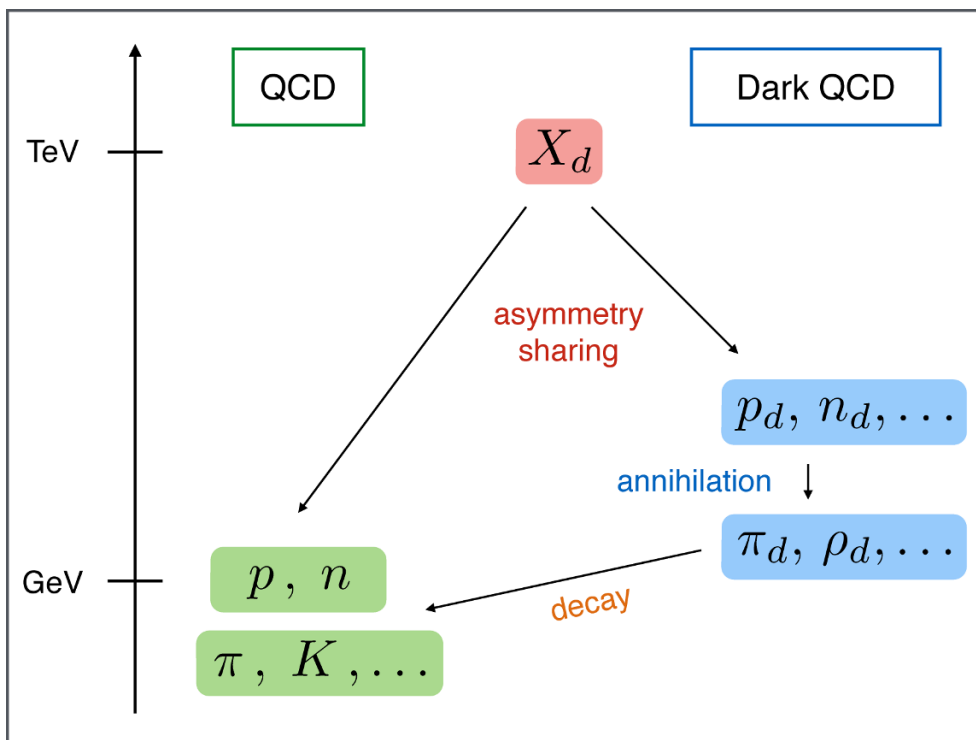 QCD
Dark QCD
TeV
X_d
asymmetry
sharing
p_d, n_d, ...
annihilation
π_d, ρ_d, ...
GeV
p , n
decay
π , K , ...